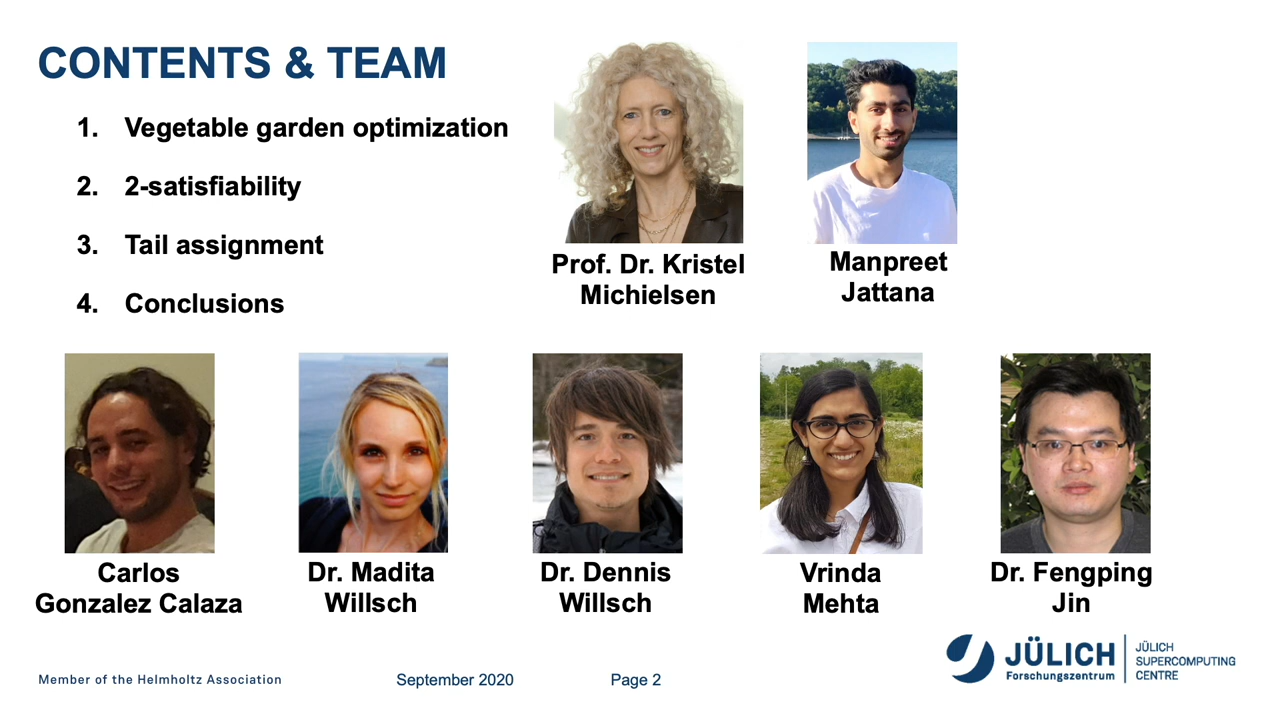 CONTENTS & TEAM
1. Vegetable garden optimization
2. 2-satisfiability
3. Tail assignment
4. Conclusions
Prof. Dr. Kristel
Michielsen
Manpreet
Jattana
Carlos
Gonzalez Calaza
Dr. Madita
Willsch
Dr. Dennis
Willsch
Vrinda
Mehta
Dr. Fengping
Jin
Member of the Helmholtz Association
September 2020
Page 2
JÜLICH
Forschungszentrum
JÜLICH
SUPERCOMPUTING
CENTRE